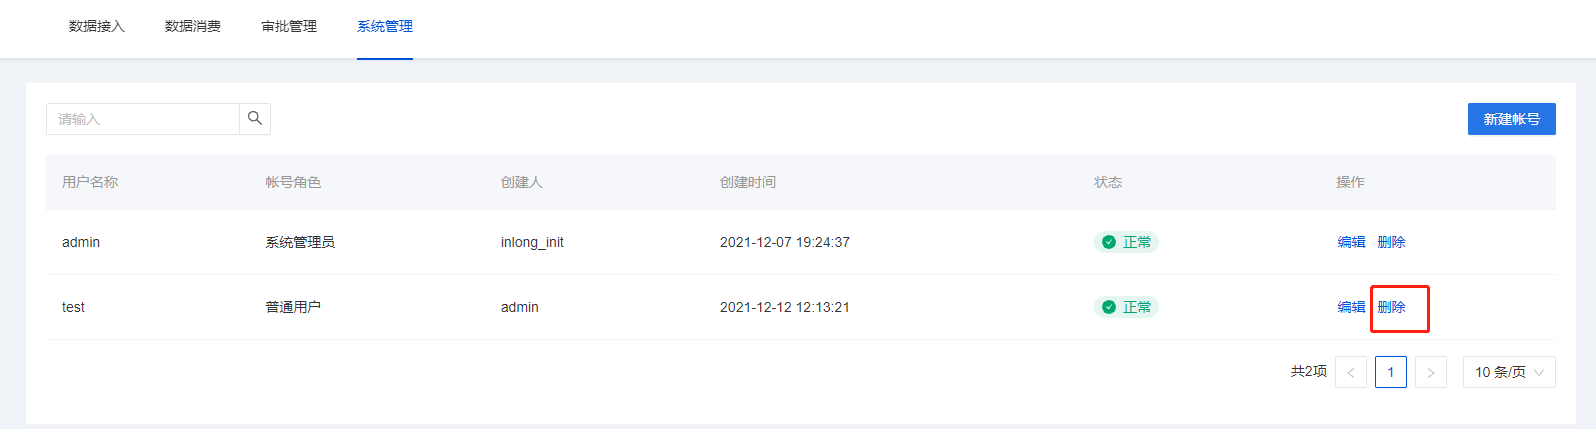 数据接入 数据消费 审批管理 系统管理
请输入 新建帐号
用户名称 帐号角色 创建人 创建时间 状态 操作
admin 系统管理员 inlong_init 2021-12-07 19:24:37 正常 编辑 删除
test 普通用户 admin 2021-12-12 12:13:21 正常 编辑 删除
共2项 < 1 > 10 条/页